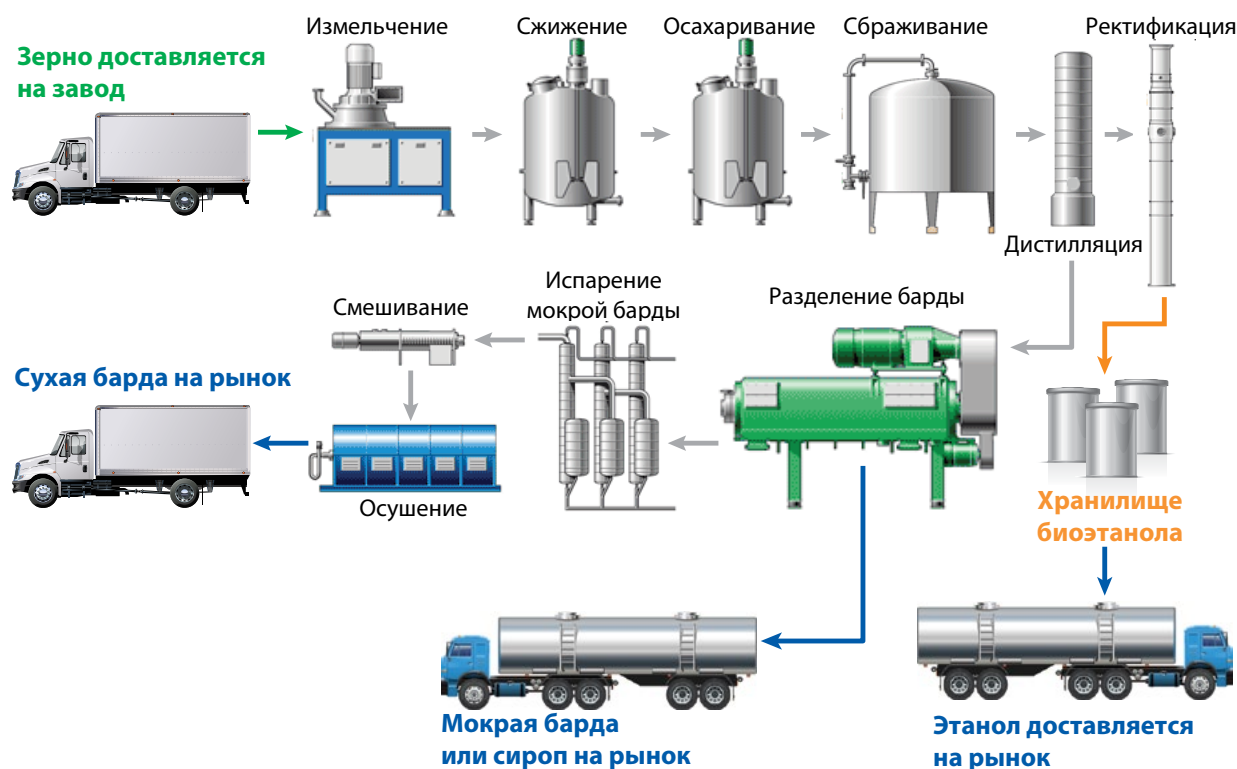 Измельчение
Сжижение
Осахаривание
Сбраживание
Ректификация
Зерно доставляется
на завод
Дистилляция
Испарение
мокрой барды
Разделение барды
Смешивание
Сухая барда на рынок
Осушение
Хранилище
биоэтанола
Мокрая барда
или сироп на рынок
Этанол доставляется
на рынок